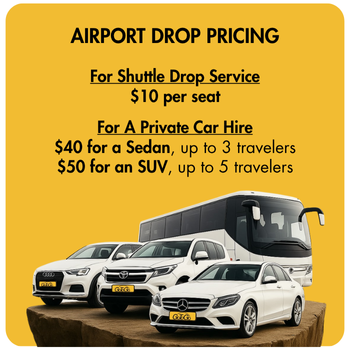 AIRPORT DROP PRICING
For Shuttle Drop Service
$10 per seat
For A Private Car Hire
$40 for a Sedan, up to 3 travelers
$50 for an SUV, up to 5 travelers